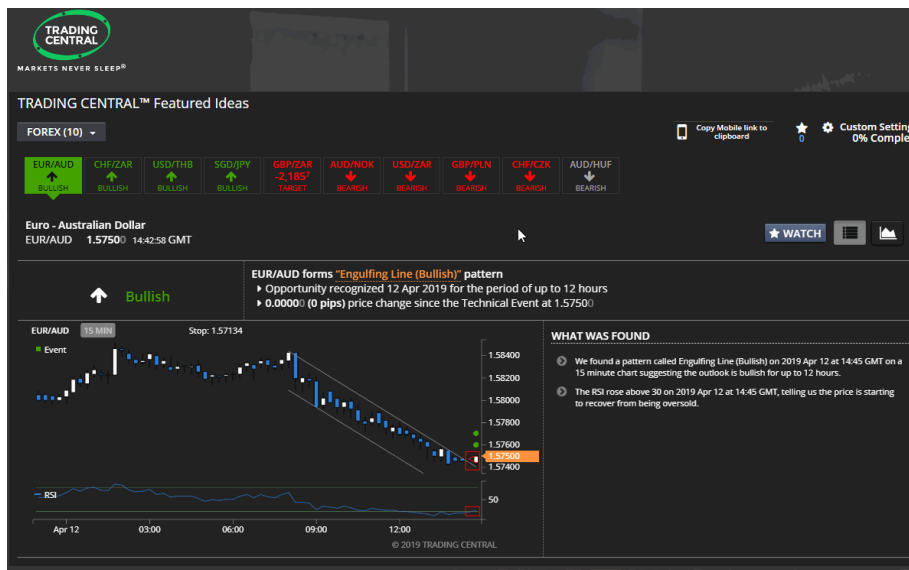 TRADING
CENTRAL
MARKETS NEVER SLEEP®
TRADING CENTRAL™ Featured Ideas
FOREX (10)
Copy Mobile link to
clipboard
0
Custom Setting
0% Comple
EUR/AUD
BULLISH
CHF/ZAR
BULLISH
USD/THB
BULLISH
SGD/JPY
BULLISH
GBP/ZAR
-2,185⁷
TARGET
AUD/NOK
BEARISH
USD/ZAR
BEARISH
GBP/PLN
BEARISH
CHF/CZK
BEARISH
AUD/HUF
BEARISH
Euro - Australian Dollar
EUR/AUD 1.57500 14:42:58 GMT
WATCH
Bullish
EUR/AUD forms "Engulfing Line (Bullish)" pattern
Opportunity recognized 12 Apr 2019 for the period of up to 12 hours
0.00000 (0 pips) price change since the Technical Event at 1.57500
EUR/AUD 15 MIN Stop: 1.57134
Event
1.58400
1.58200
1.58000
1.57800
1.57600
1.57500
1.57400
RSI
50
Apr 12 03:00 06:00 09:00 12:00
© 2019 TRADING CENTRAL
WHAT WAS FOUND
We found a pattern called Engulfing Line (Bullish) on 2019 Apr 12 at 14:45 GMT on a
15 minute chart suggesting the outlook is bullish for up to 12 hours.
The RSI rose above 30 on 2019 Apr 12 at 14:45 GMT, telling us the price is starting
to recover from being oversold.